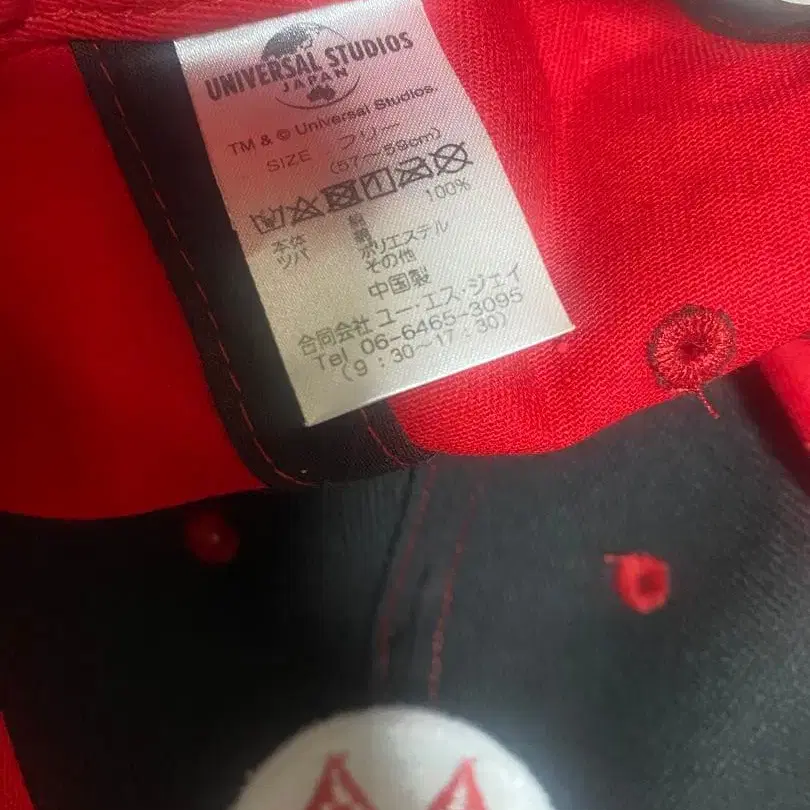 UNIVERSAL STUDIOS
JAPAN
TM & © Universal Studios.
SIZE フリー
(57～59cm)
100%
本体 綿
ツバ 綿
ポリエステル
その他
中国製
合同会社 ユー・エス・ジェイ
Tel 06-6465-3095
(9:30～17:30)